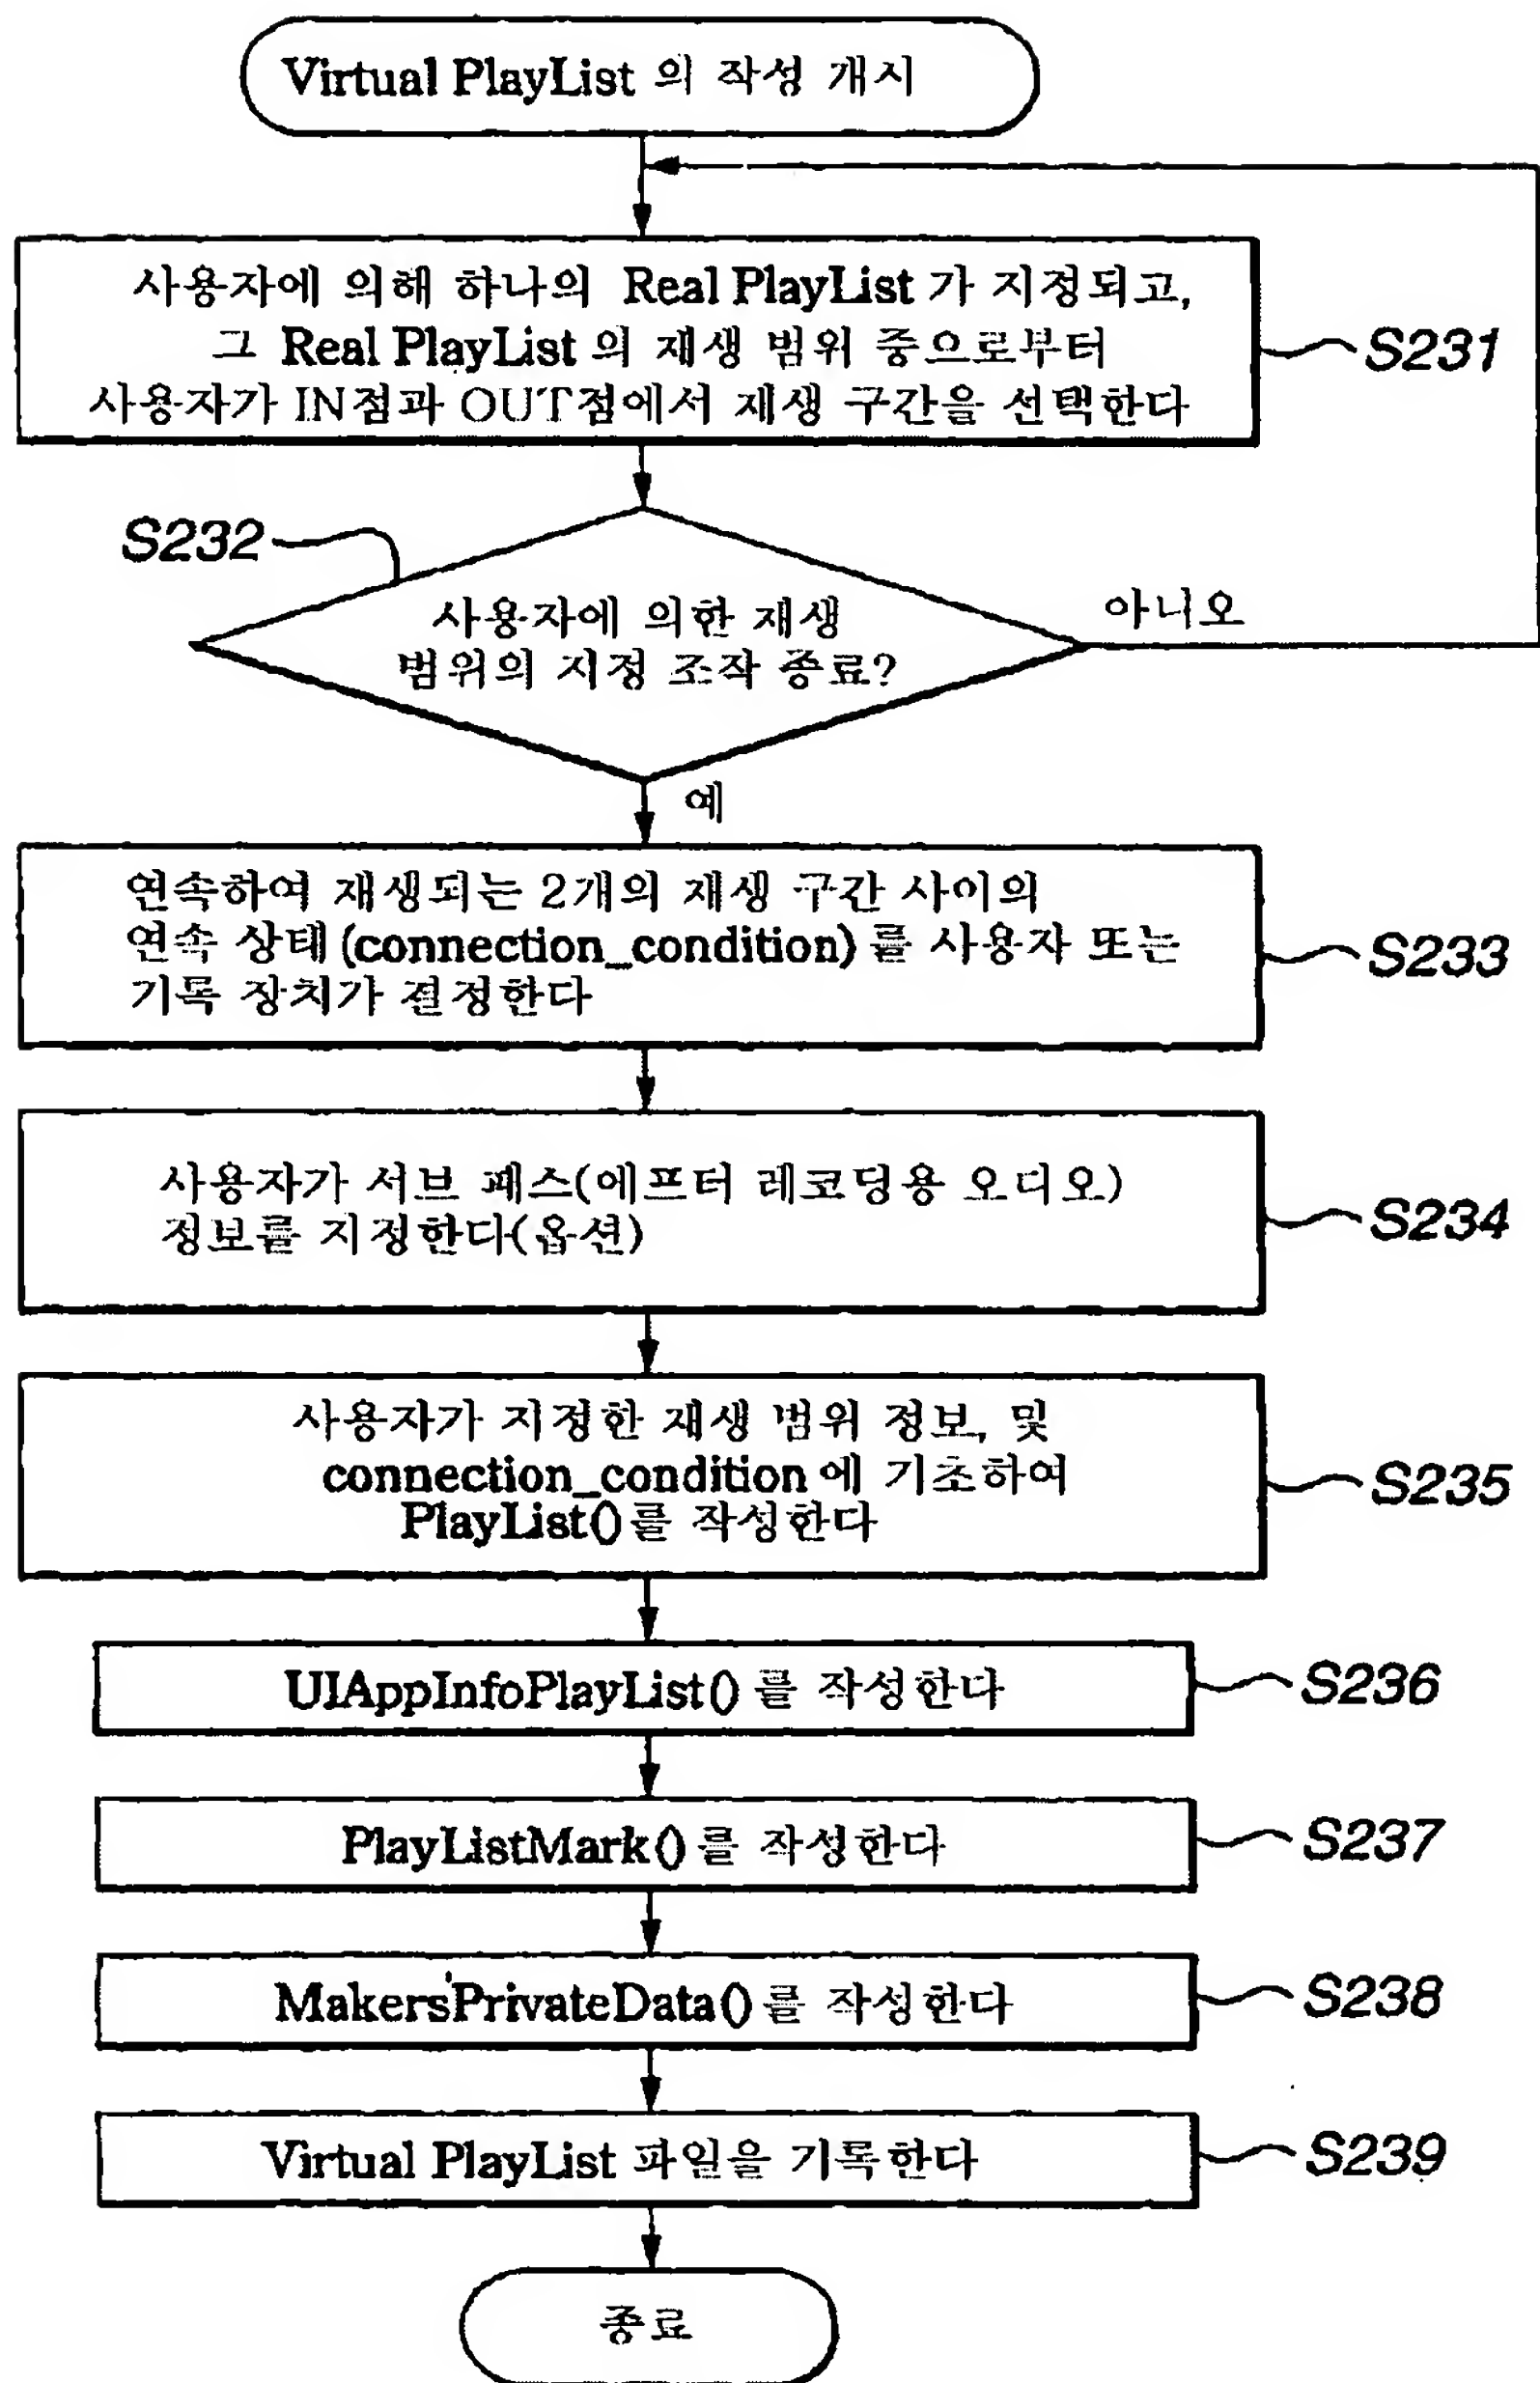 Virtual PlayList 의 작성 개시
사용자에 의해 하나의 Real PlayList 가 지정되고,
그 Real PlayList 의 재생 범위 중으로부터
사용자가 IN점과 OUT점에서 재생 구간을 선택한다
S231
S232
사용자에 의한 재생
범위의 지정 조작 종료?
아니오
예
연속하여 재생되는 2개의 재생 구간 사이의
연속 상태 (connection_condition) 를 사용자 또는
기록 장치가 결정한다
S233
사용자가 서브 패스(에프터 레코딩용 오디오)
정보를 지정한다(옵션)
S234
사용자가 지정한 재생 범위 정보, 및
connection_condition 에 기초하여
PlayList()를 작성한다
S235
UIAppInfoPlayList() 를 작성한다
S236
PlayListMark() 를 작성한다
S237
Makers'PrivateData() 를 작성한다
S238
Virtual PlayList 파일을 기록한다
S239
종료